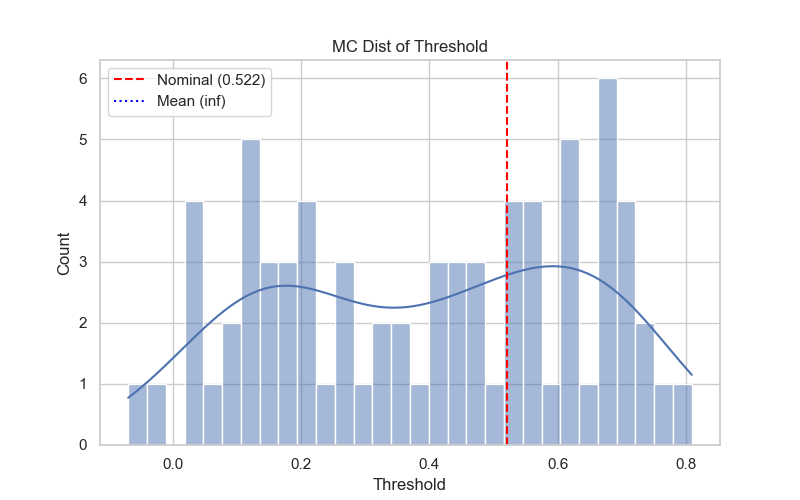 MC Dist of Threshold
Nominal (0.522)
Mean (inf)
Count
6
5
4
3
2
1
0
0.0 0.2 0.4 0.6 0.8
Threshold